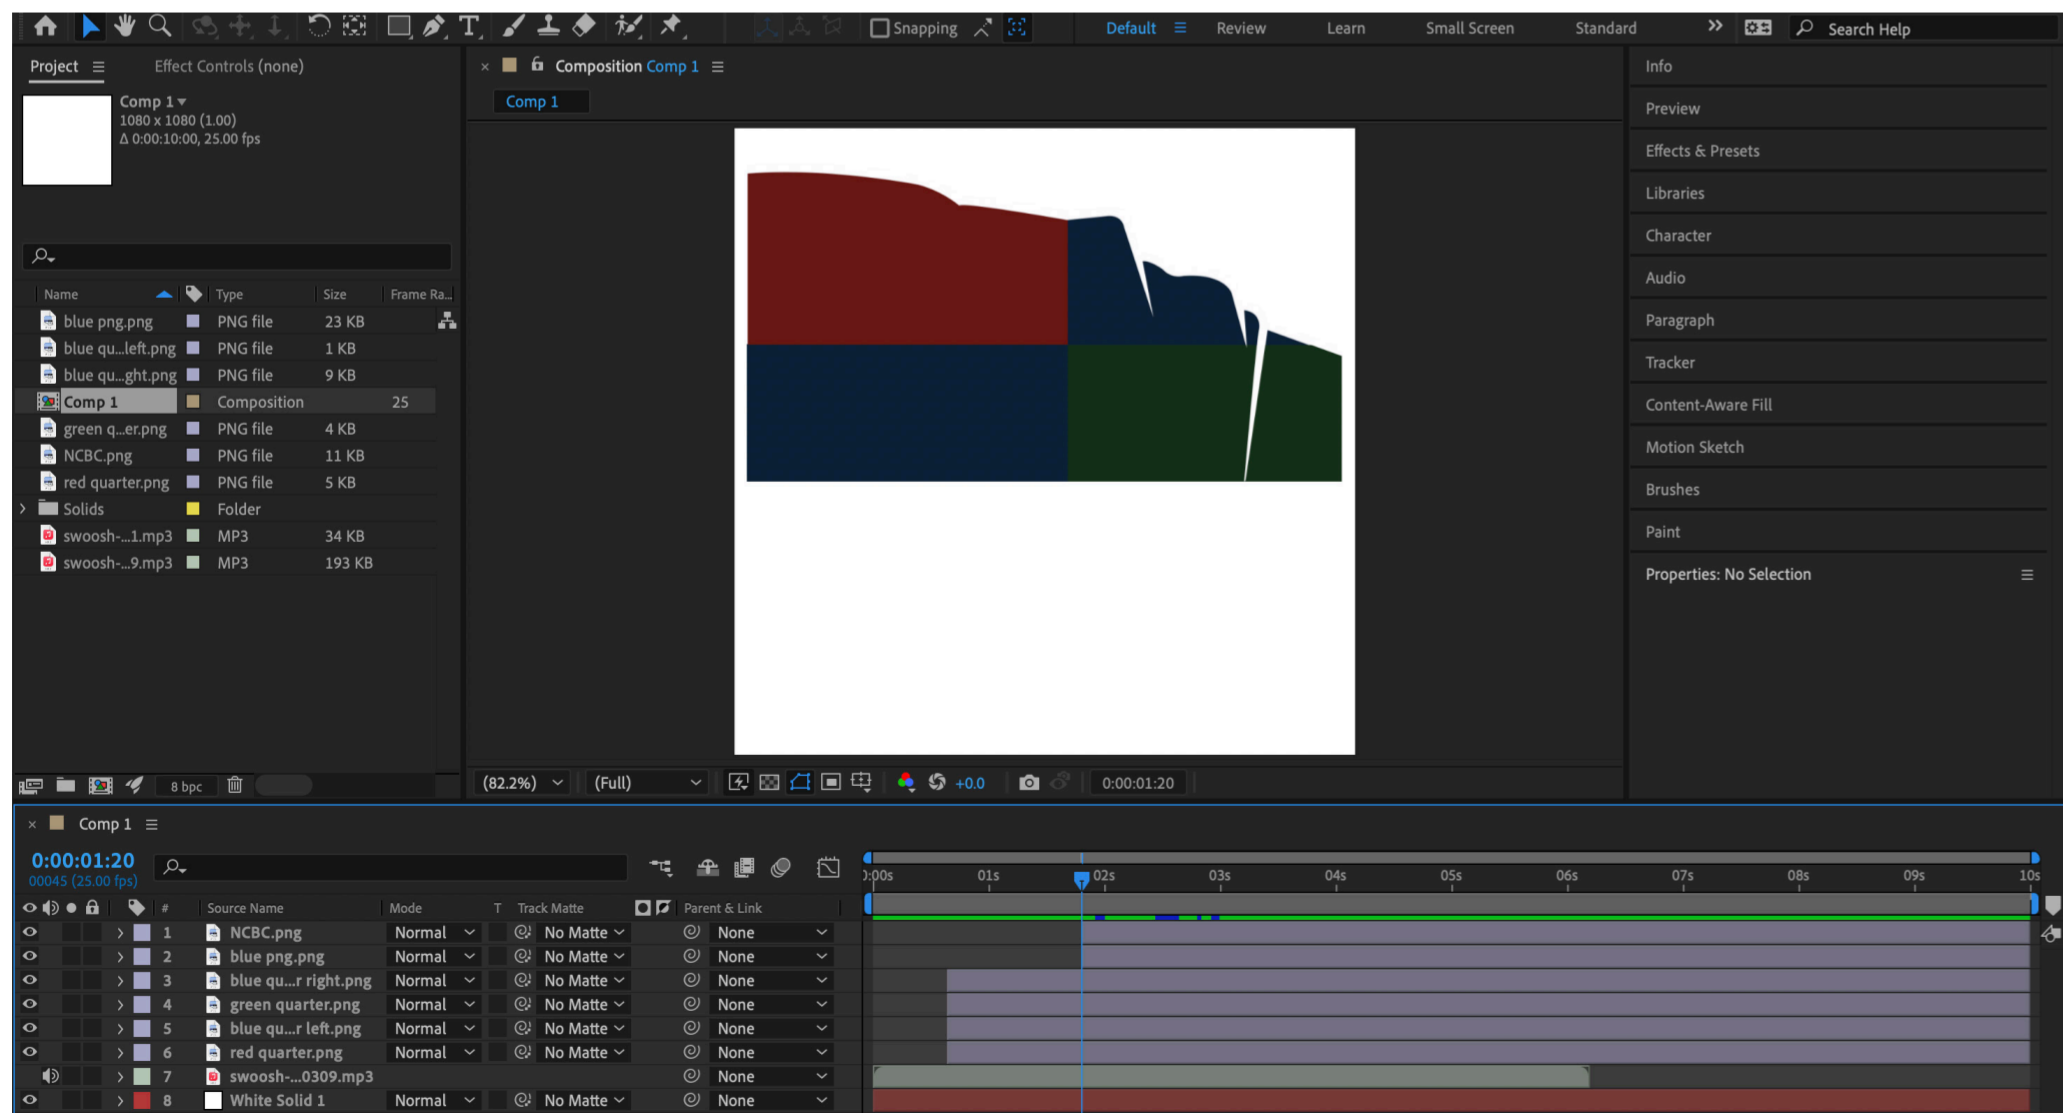 Snapping Default Review Learn Small Screen Standard Search Help
Project Effect Controls (none)
Comp 1
1080 x 1080 (1.00)
Δ 0:00:10:00, 25.00 fps
Name Type Size Frame Ra...
blue png.png PNG file 23 KB
blue qu...left.png PNG file 1 KB
blue qu...ght.png PNG file 9 KB
Comp 1 Composition 25
green q...er.png PNG file 4 KB
NCBC.png PNG file 11 KB
red quarter.png PNG file 5 KB
Solids Folder
swoosh-...1.mp3 MP3 34 KB
swoosh-...9.mp3 MP3 193 KB
8 bpc
Composition Comp 1
Comp 1
(82.2%) (Full) +0.0 0:00:01:20
Info
Preview
Effects & Presets
Libraries
Character
Audio
Paragraph
Tracker
Content-Aware Fill
Motion Sketch
Brushes
Paint
Properties: No Selection
Comp 1
0:00:01:20
00045 (25.00 fps)
):00s 01s 02s 03s 04s 05s 06s 07s 08s 09s 10s
# Source Name Mode T Track Matte Parent & Link
1 NCBC.png Normal No Matte None
2 blue png.png Normal No Matte None
3 blue qu...r right.png Normal No Matte None
4 green quarter.png Normal No Matte None
5 blue qu...r left.png Normal No Matte None
6 red quarter.png Normal No Matte None
7 swoosh-...0309.mp3 None
8 White Solid 1 Normal No Matte None